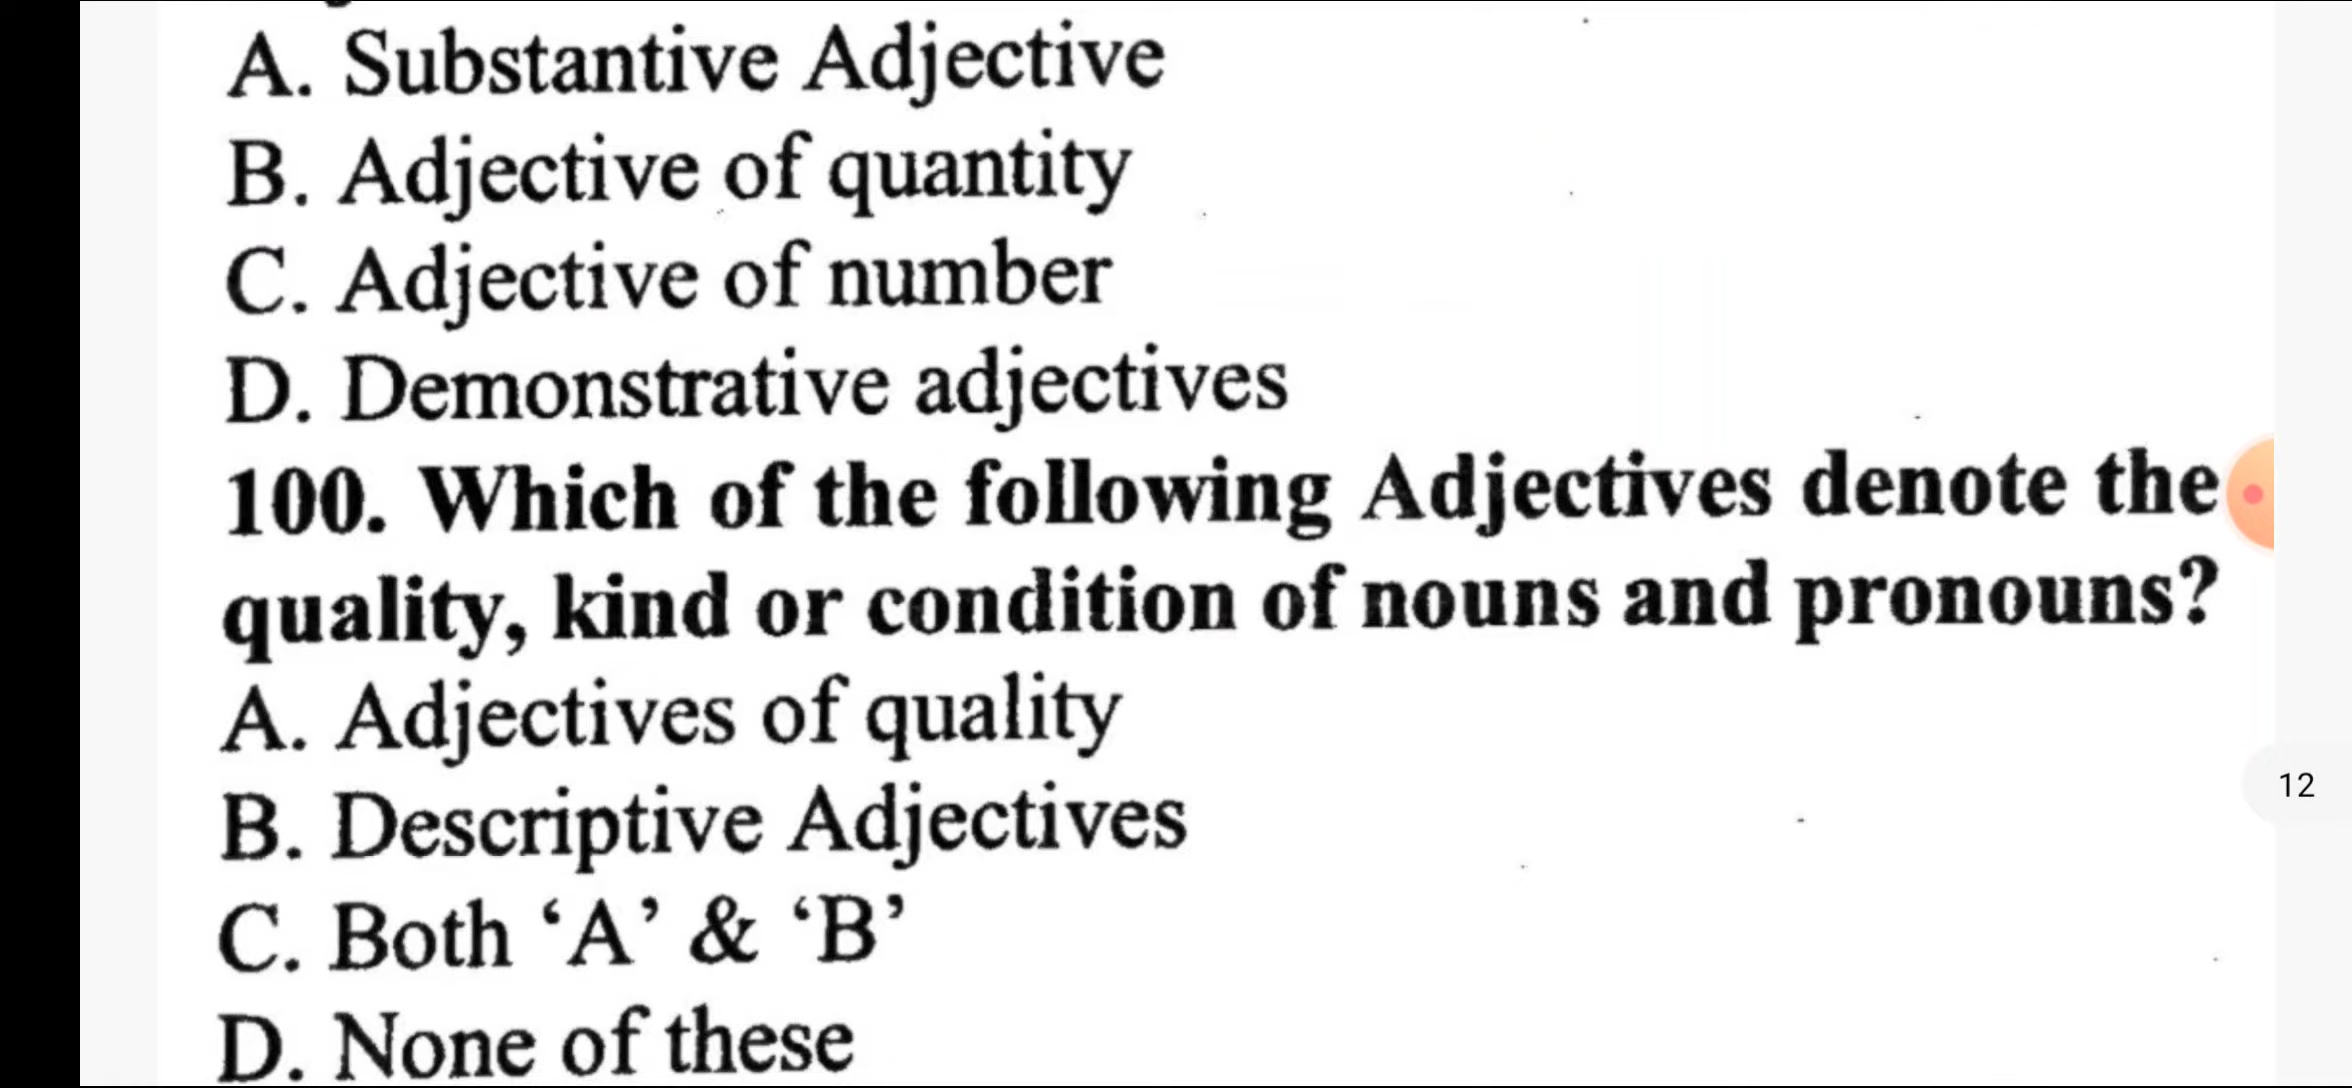 A. Substantive Adjective
B. Adjective of quantity
C. Adjective of number
D. Demonstrative adjectives
100. Which of the following Adjectives denote the
quality, kind or condition of nouns and pronouns?
A. Adjectives of quality
B. Descriptive Adjectives
12
C. Both ‘A’ & ‘B’
D. None of these